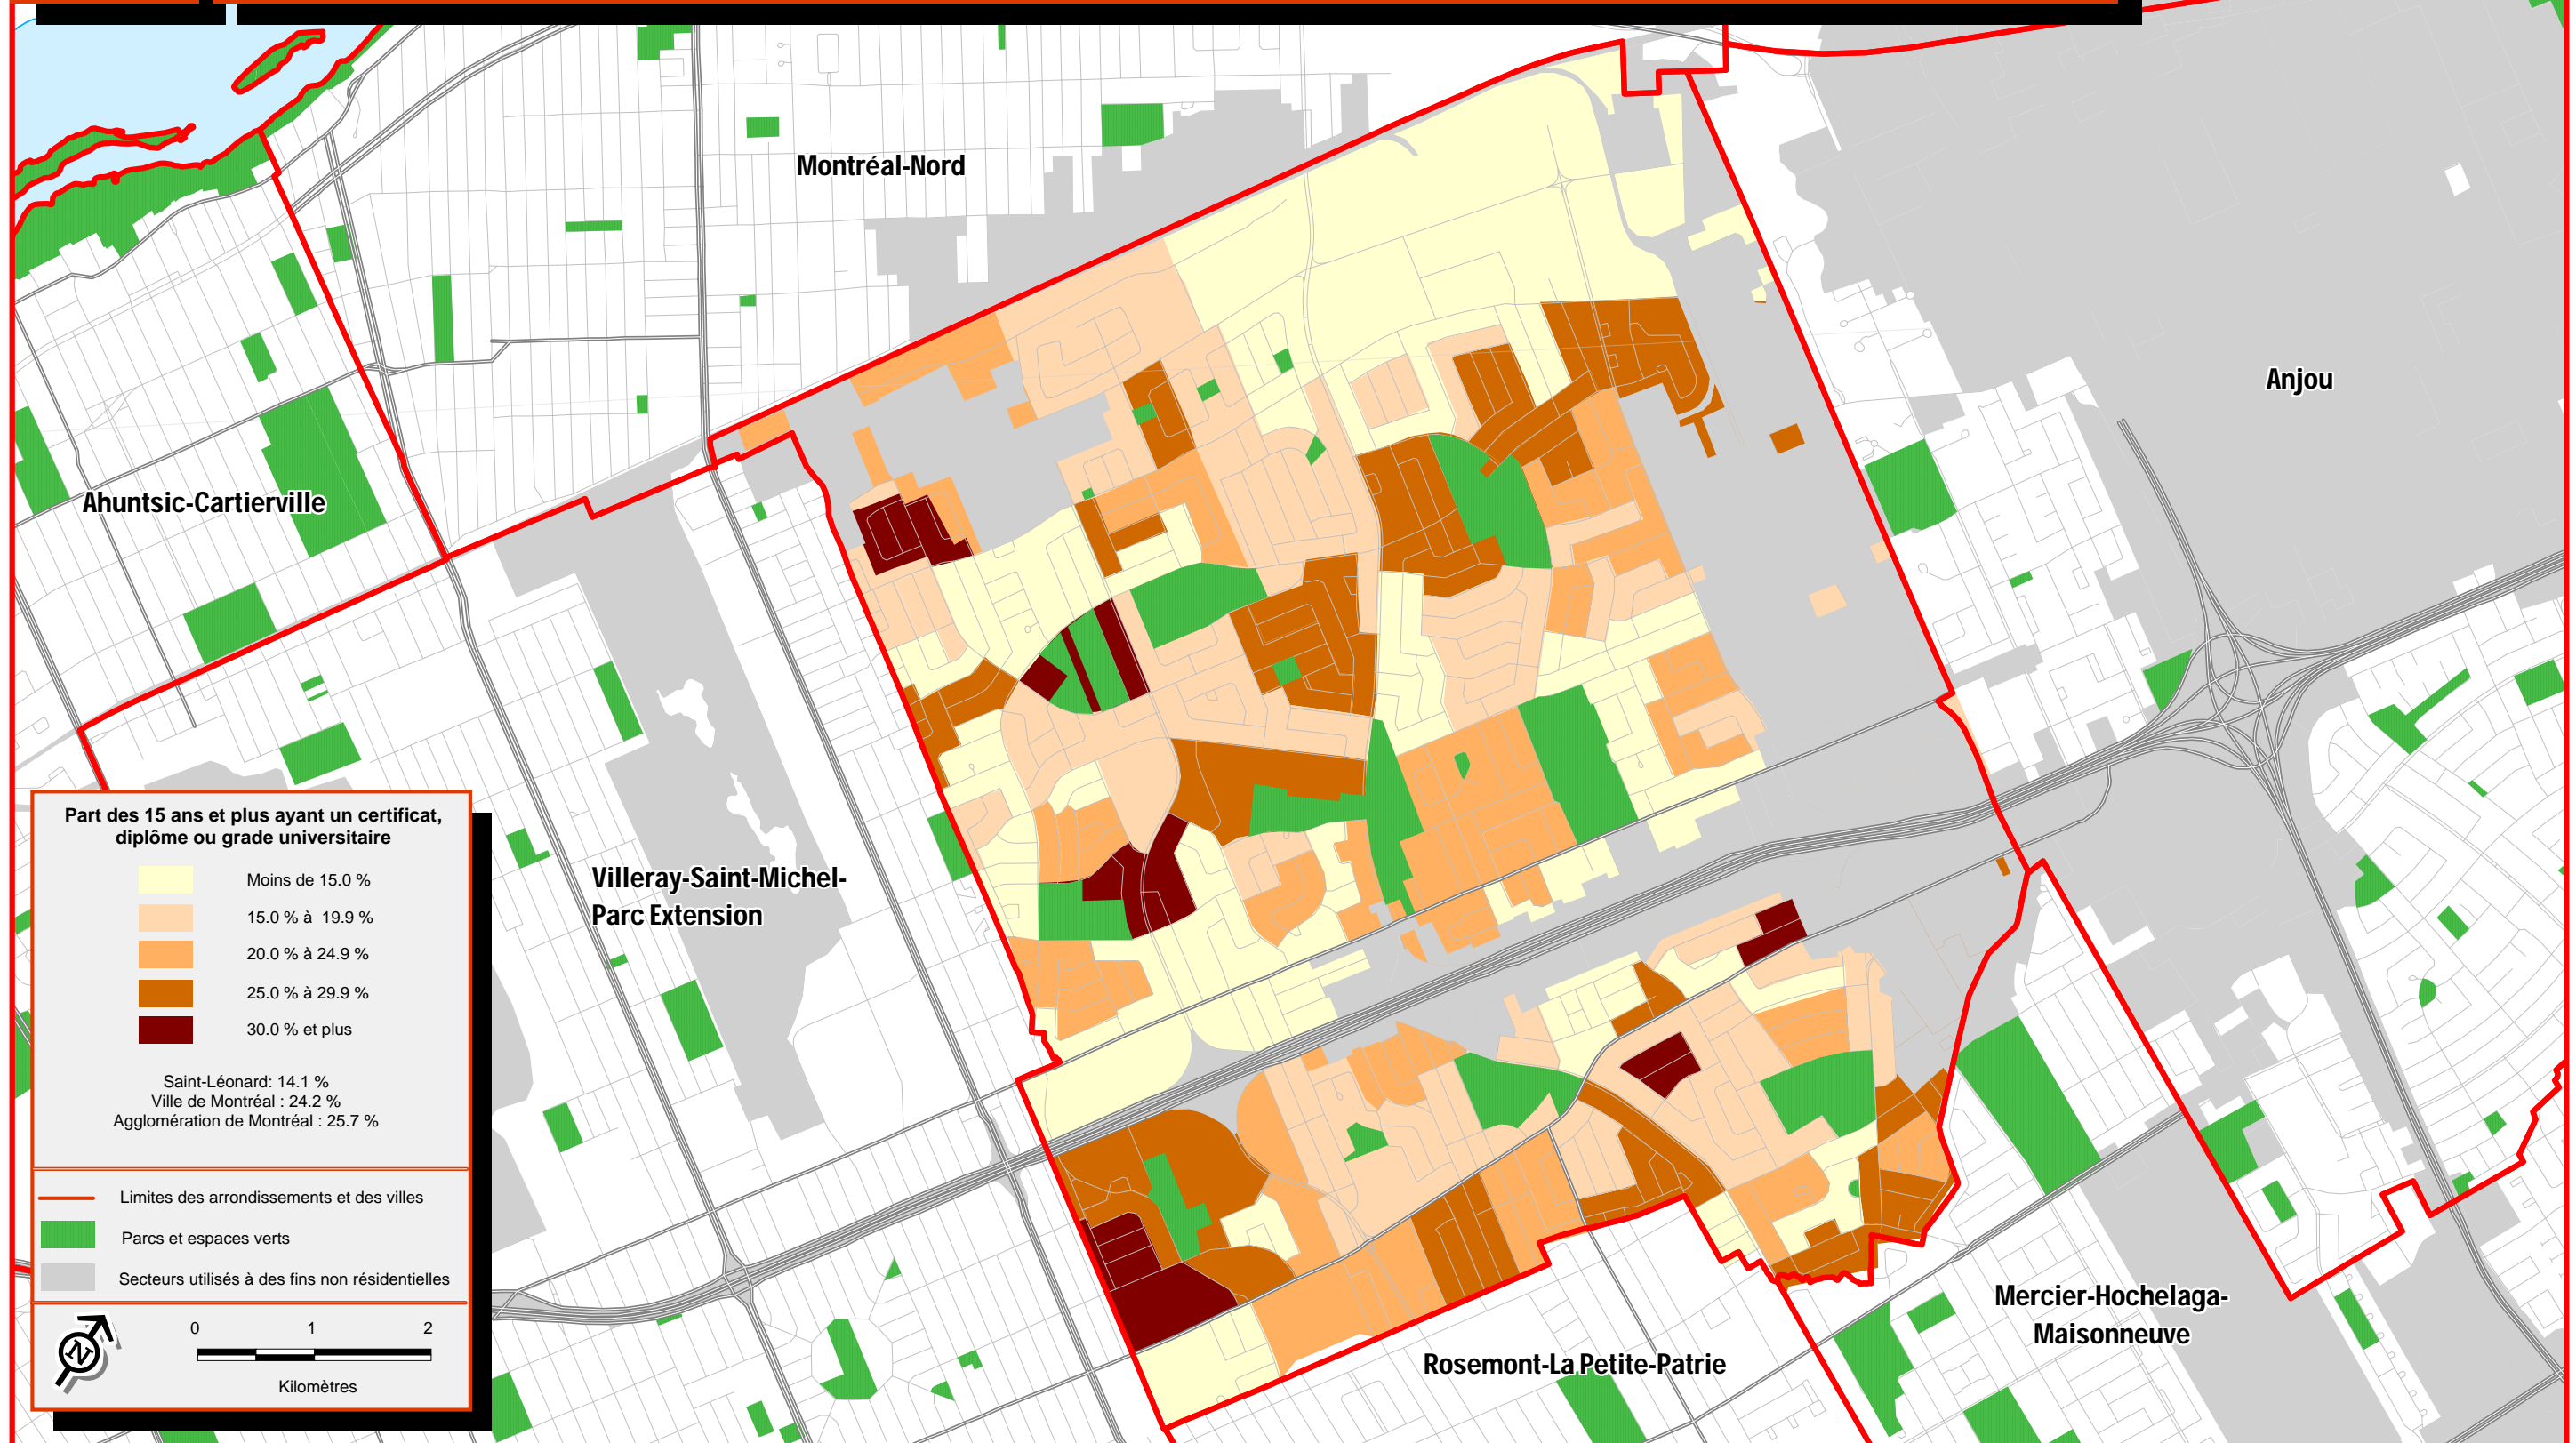 Montréal-Nord
Anjou
Ahuntsic-Cartierville
Villeray-Saint-Michel-
Parc Extension
Mercier-Hochelaga-
Maisonneuve
Rosemont-La Petite-Patrie
Part des 15 ans et plus ayant un certificat,
diplôme ou grade universitaire
Moins de 15.0 %
15.0 % à 19.9 %
20.0 % à 24.9 %
25.0 % à 29.9 %
30.0 % et plus
Saint-Léonard: 14.1 %
Ville de Montréal : 24.2 %
Agglomération de Montréal : 25.7 %
Limites des arrondissements et des villes
Parcs et espaces verts
Secteurs utilisés à des fins non résidentielles
N
0 1 2
Kilomètres